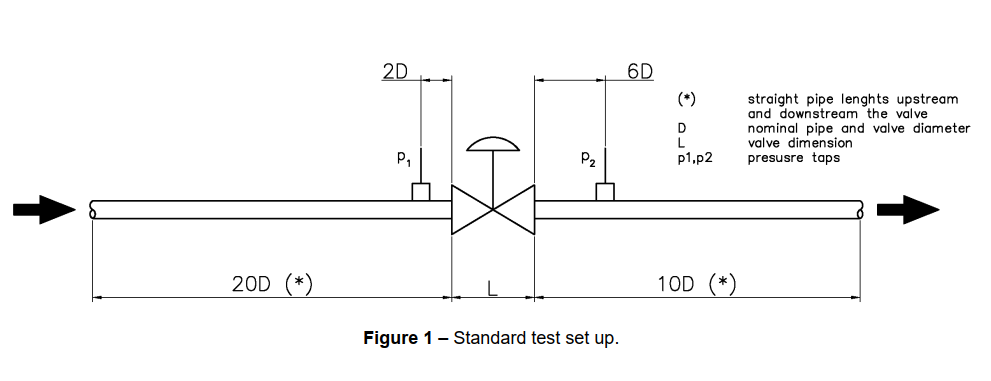 2D
6D
(*) straight pipe lenghts upstream
and downstream the valve
D nominal pipe and valve diameter
L valve dimension
p1,p2 presusre taps
p1
p2
20D (*)
L
10D (*)
Figure 1 – Standard test set up.